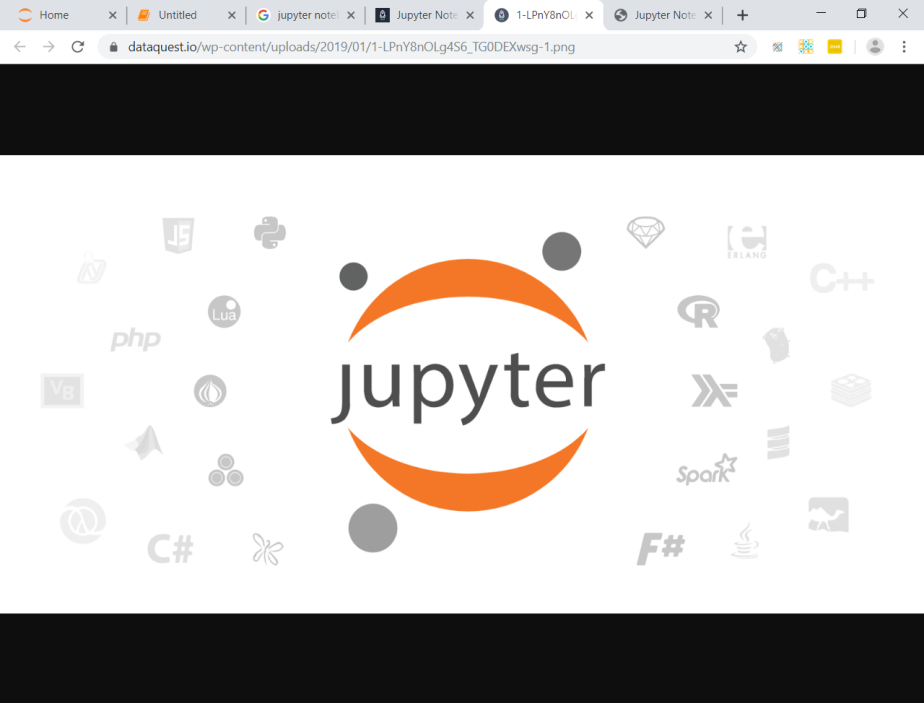 Home
Untitled
jupyter note
Jupyter Note
1-LPnY8nOL
Jupyter Note
dataquest.io/wp-content/uploads/2019/01/1-LPnY8nOLg4S6_TG0DEXwsg-1.png
JS
e
ERLANG
N
C++
Lua
R
php
VB
jupyter
Spark
C#
F#